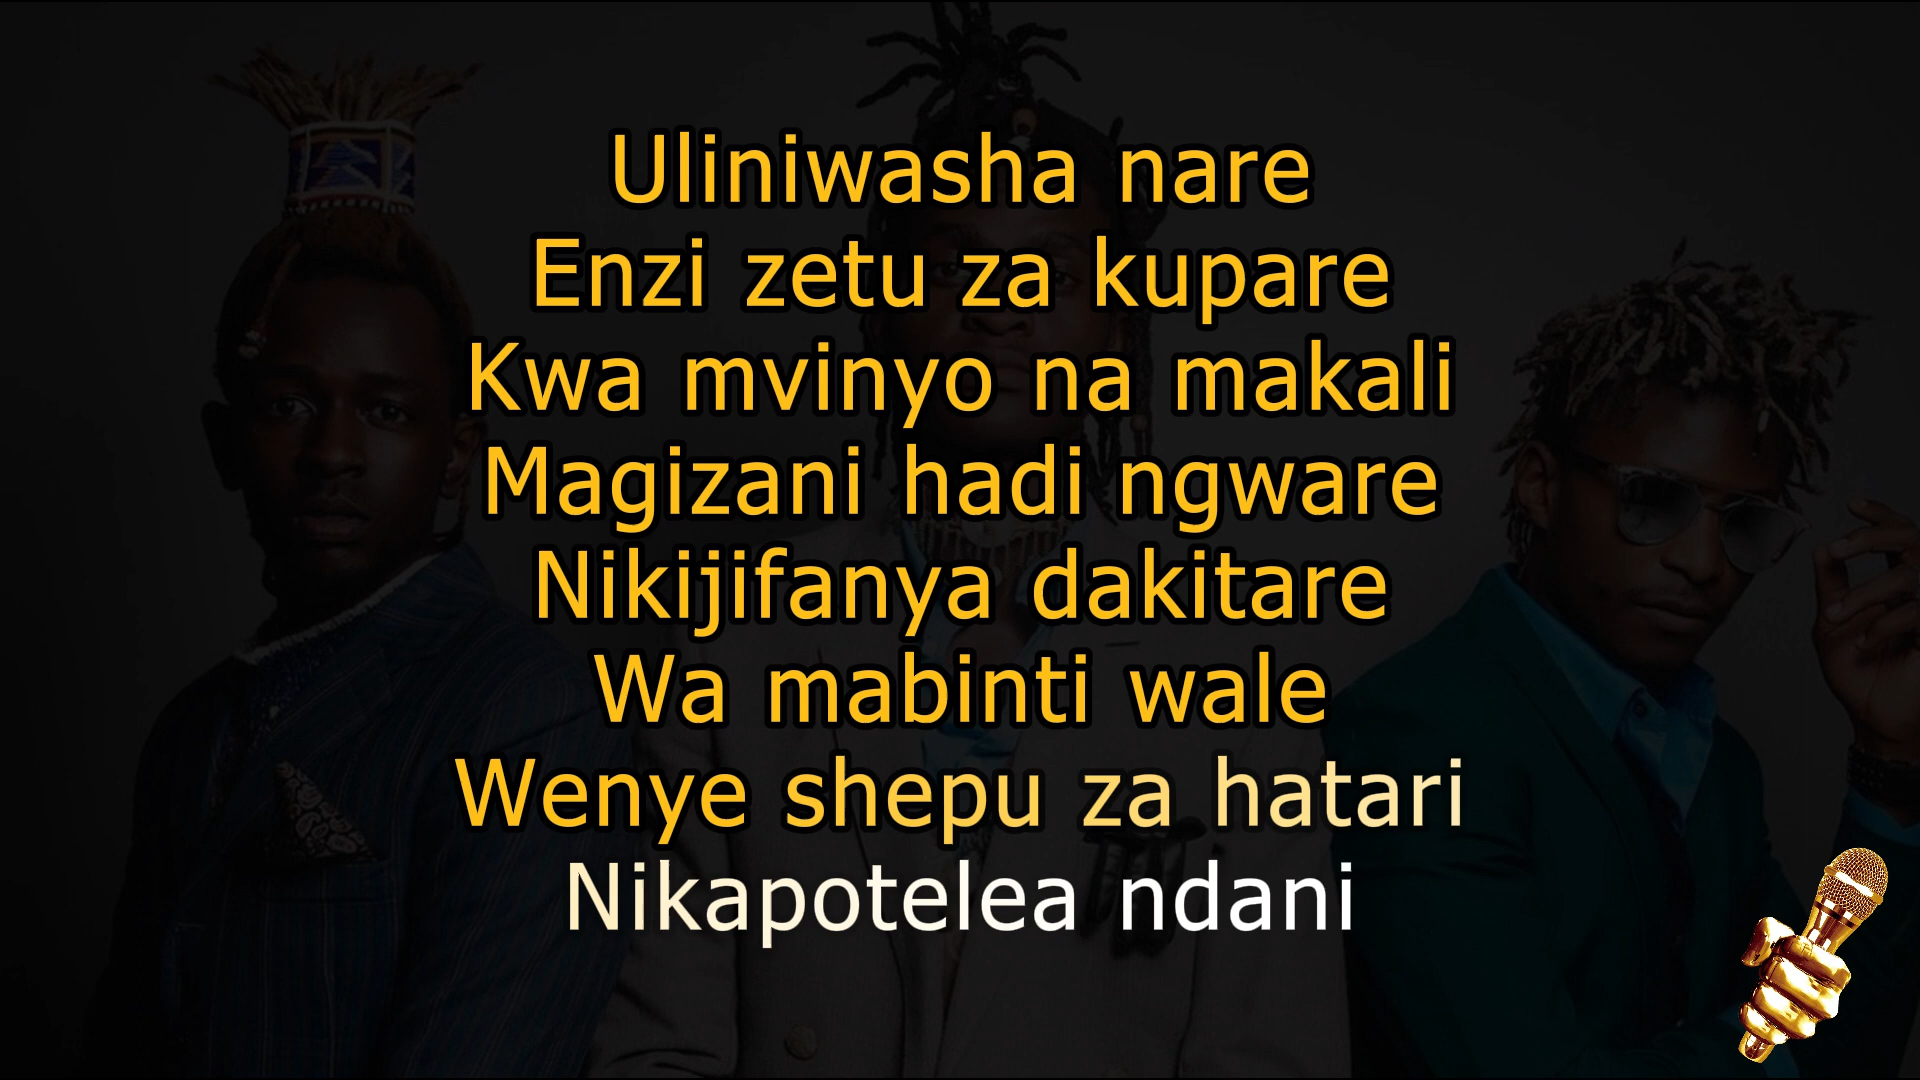 Uliniwasha nare
Enzi zetu za kupare
Kwa mvinyo na makali
Magizani hadi ngware
Nikijifanya dakitare
Wa mabinti wale
Wenye shepu za hatari
Nikapotelea ndani